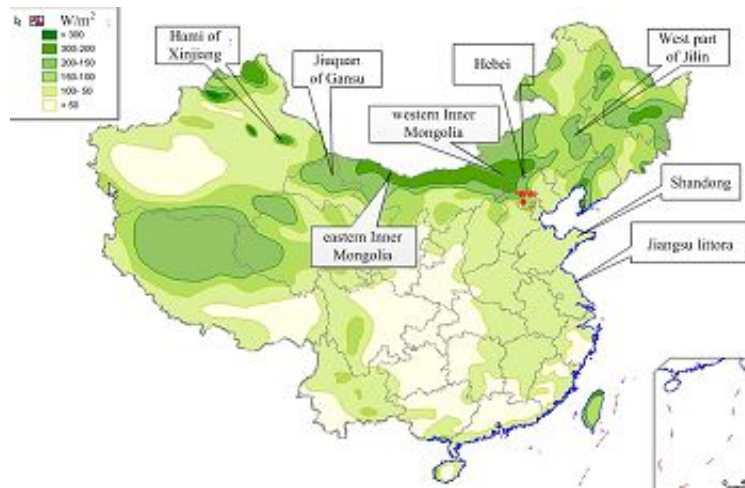 W/m²
> 300
300-200
200-150
150-100
100- 50
< 50
Hami of
Xinjiang
Jiuquan
of Gansu
Hebei
West part
of Jilin
western Inner
Mongolia
Shandong
eastern Inner
Mongolia
Jiangsu littora